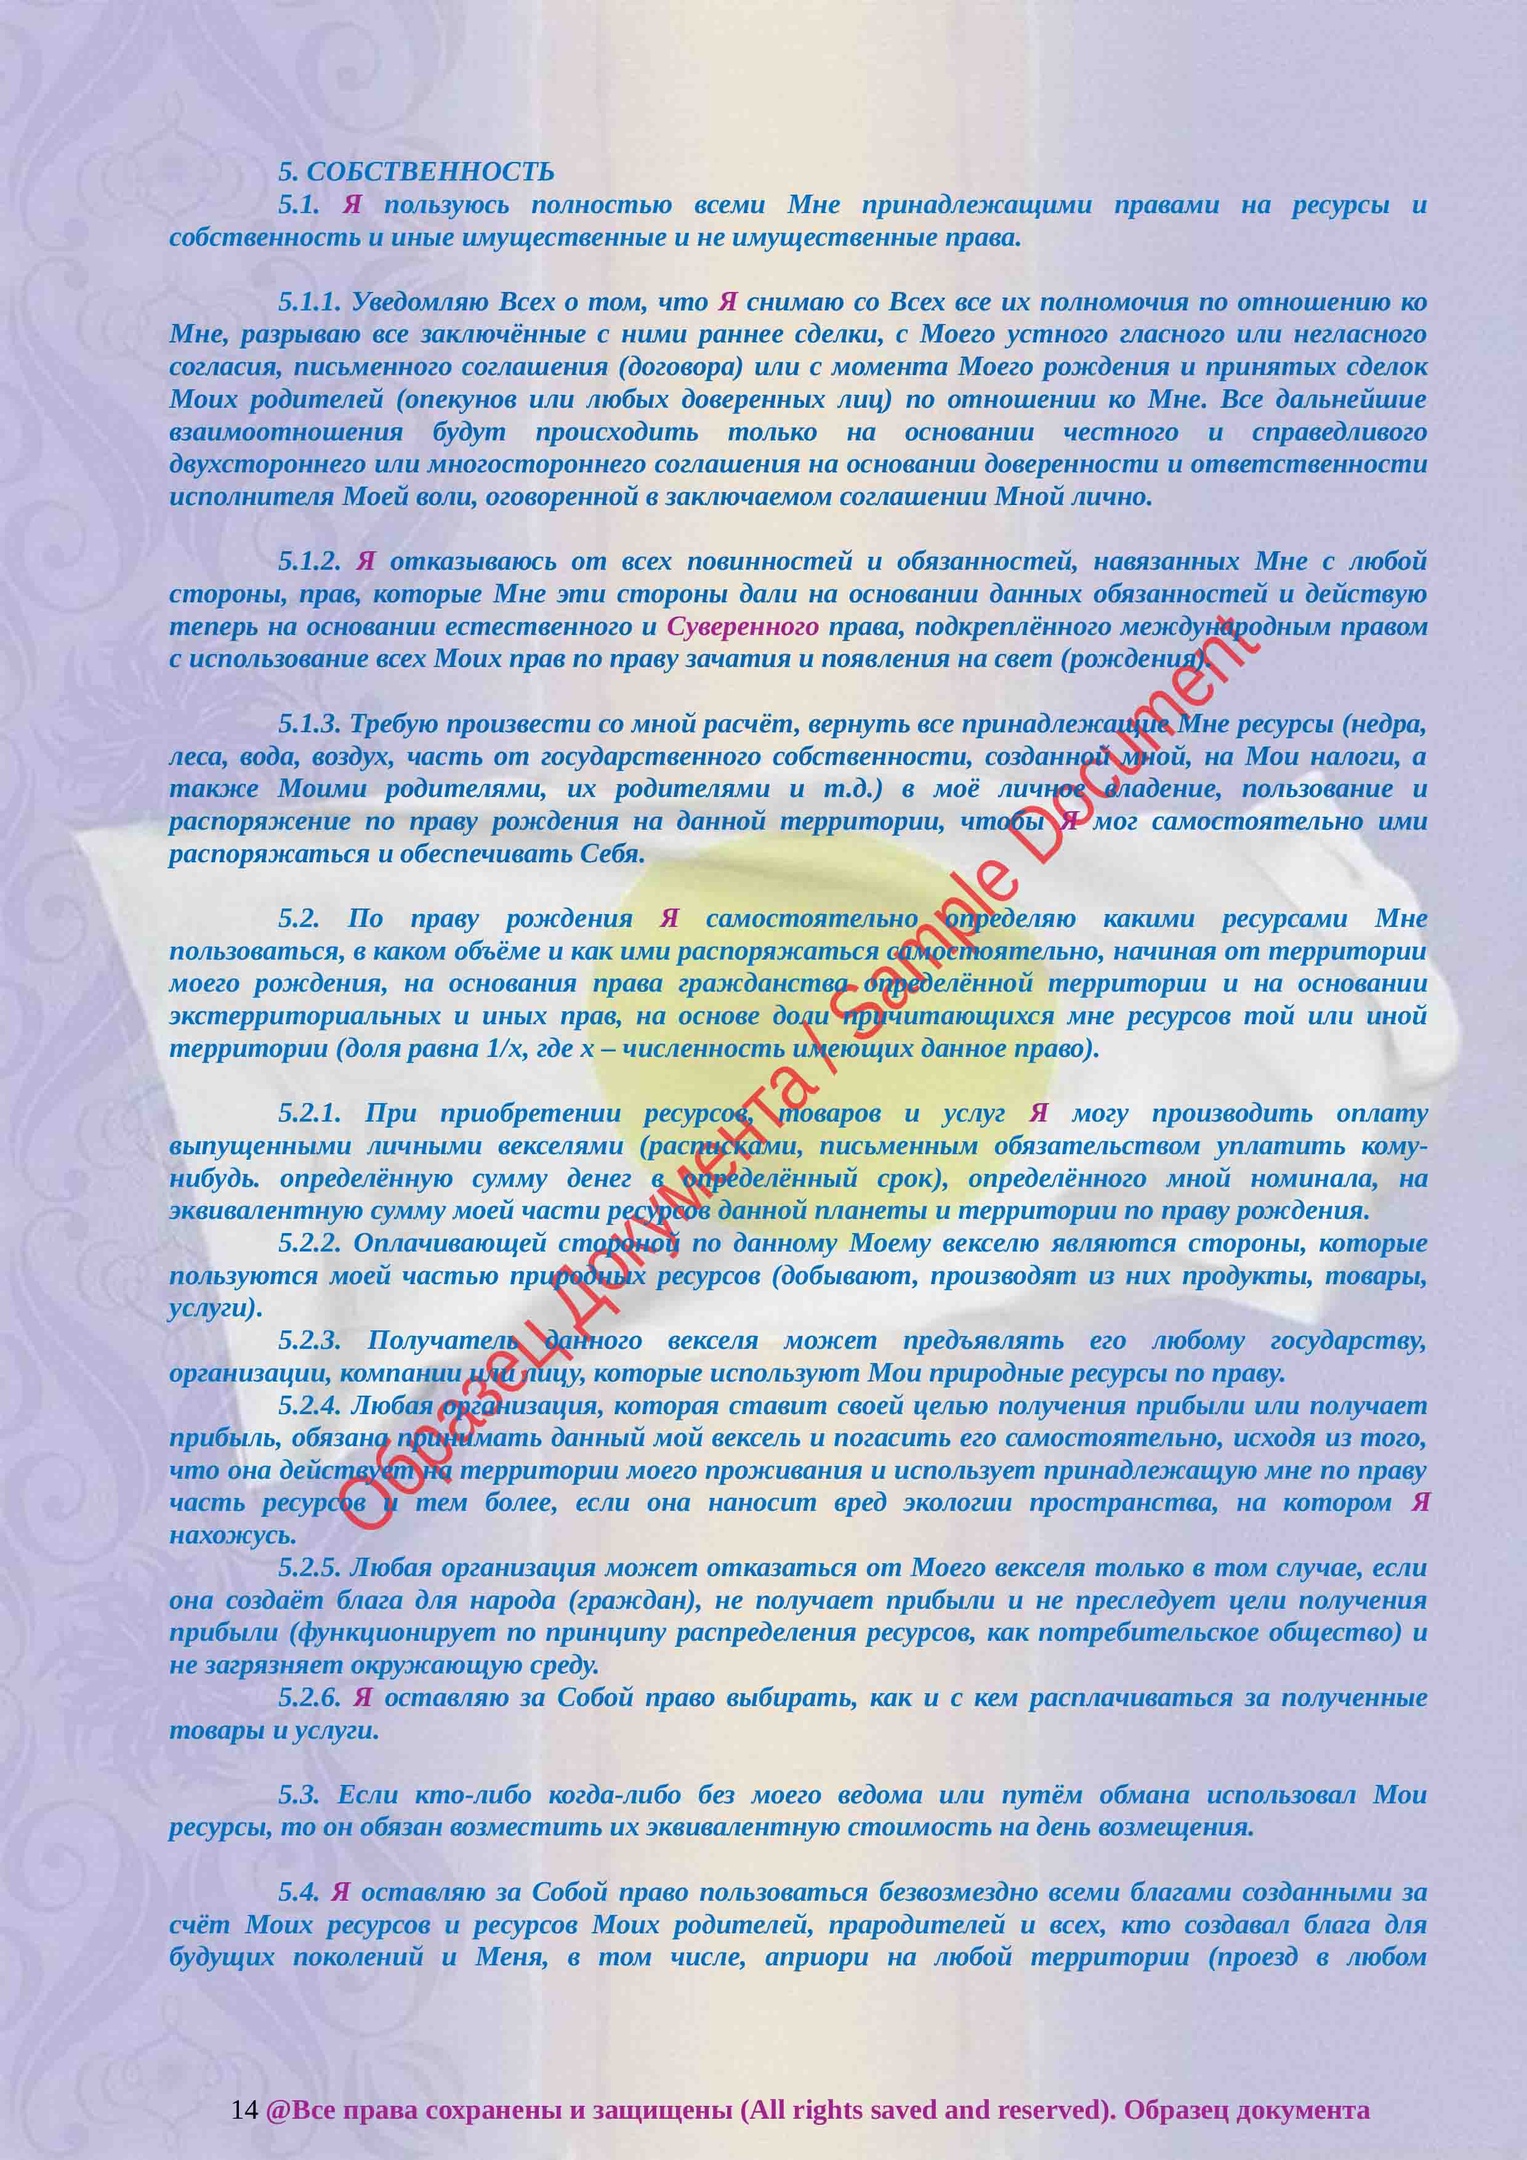 5. СОБСТВЕННОСТЬ
5.1. Я пользуюсь полностью всеми Мне принадлежащими правами на ресурсы и
собственность и иные имущественные и не имущественные права.
5.1.1. Уведомляю Всех о том, что Я снимаю со Всех все их полномочия по отношению ко
Мне, разрываю все заключённые с ними раннее сделки, с Моего устного гласного или негласного
согласия, письменного соглашения (договора) или с момента Моего рождения и принятых сделок
Моих родителей (опекунов или любых доверенных лиц) по отношении ко Мне. Все дальнейшие
взаимоотношения будут происходить только на основании честного и справедливого
двухстороннего или многостороннего соглашения на основании доверенности и ответственности
исполнителя Моей воли, оговоренной в заключаемом соглашении Мной лично.
5.1.2. Я отказываюсь от всех повинностей и обязанностей, навязанных Мне с любой
стороны, прав, которые Мне эти стороны дали на основании данных обязанностей и действую
теперь на основании естественного и Суверенного права, подкреплённого международным правом
с использование всех Моих прав по праву зачатия и появления на свет (рождения).
5.1.3. Требую произвести со мной расчёт, вернуть все принадлежащие Мне ресурсы (недра,
леса, вода, воздух, часть от государственного собственности, созданной мной, на Мои налоги, а
также Моими родителями, их родителями и т.д.) в моё личное владение, пользование и
распоряжение по праву рождения на данной территории, чтобы Я мог самостоятельно ими
распоряжаться и обеспечивать Себя.
5.2. По праву рождения Я самостоятельно определяю какими ресурсами Мне
пользоваться, в каком объёме и как ими распоряжаться самостоятельно, начиная от территории
моего рождения, на основания права гражданства определённой территории и на основании
экстерриториальных и иных прав, на основе доли причитающихся мне ресурсов той или иной
территории (доля равна 1/х, где х – численность имеющих данное право).
5.2.1. При приобретении ресурсов, товаров и услуг Я могу производить оплату
выпущенными личными векселями (расписками, письменным обязательством уплатить кому-
нибудь. определённую сумму денег в определённый срок), определённого мной номинала, на
эквивалентную сумму моей части ресурсов данной планеты и территории по праву рождения.
5.2.2. Оплачивающей стороной по данному Моему векселю являются стороны, которые
пользуются моей частью природных ресурсов (добывают, производят из них продукты, товары,
услуги).
5.2.3. Получатель данного векселя может предъявлять его любому государству,
организации, компании или лицу, которые используют Мои природные ресурсы по праву.
5.2.4. Любая организация, которая ставит своей целью получения прибыли или получает
прибыль, обязана принимать данный мой вексель и погасить его самостоятельно, исходя из того,
что она действует на территории моего проживания и использует принадлежащую мне по праву
часть ресурсов и тем более, если она наносит вред экологии пространства, на котором Я
нахожусь.
5.2.5. Любая организация может отказаться от Моего векселя только в том случае, если
она создаёт блага для народа (граждан), не получает прибыли и не преследует цели получения
прибыли (функционирует по принципу распределения ресурсов, как потребительское общество) и
не загрязняет окружающую среду.
5.2.6. Я оставляю за Собой право выбирать, как и с кем расплачиваться за полученные
товары и услуги.
5.3. Если кто-либо когда-либо без моего ведома или путём обмана использовал Мои
ресурсы, то он обязан возместить их эквивалентную стоимость на день возмещения.
5.4. Я оставляю за Собой право пользоваться безвозмездно всеми благами созданными за
счёт Моих ресурсов и ресурсов Моих родителей, прародителей и всех, кто создавал блага для
будущих поколений и Меня, в том числе, априори на любой территории (проезд в любом
Образец Документа / Sample Document
14 @Все права сохранены и защищены (All rights saved and reserved). Образец документа